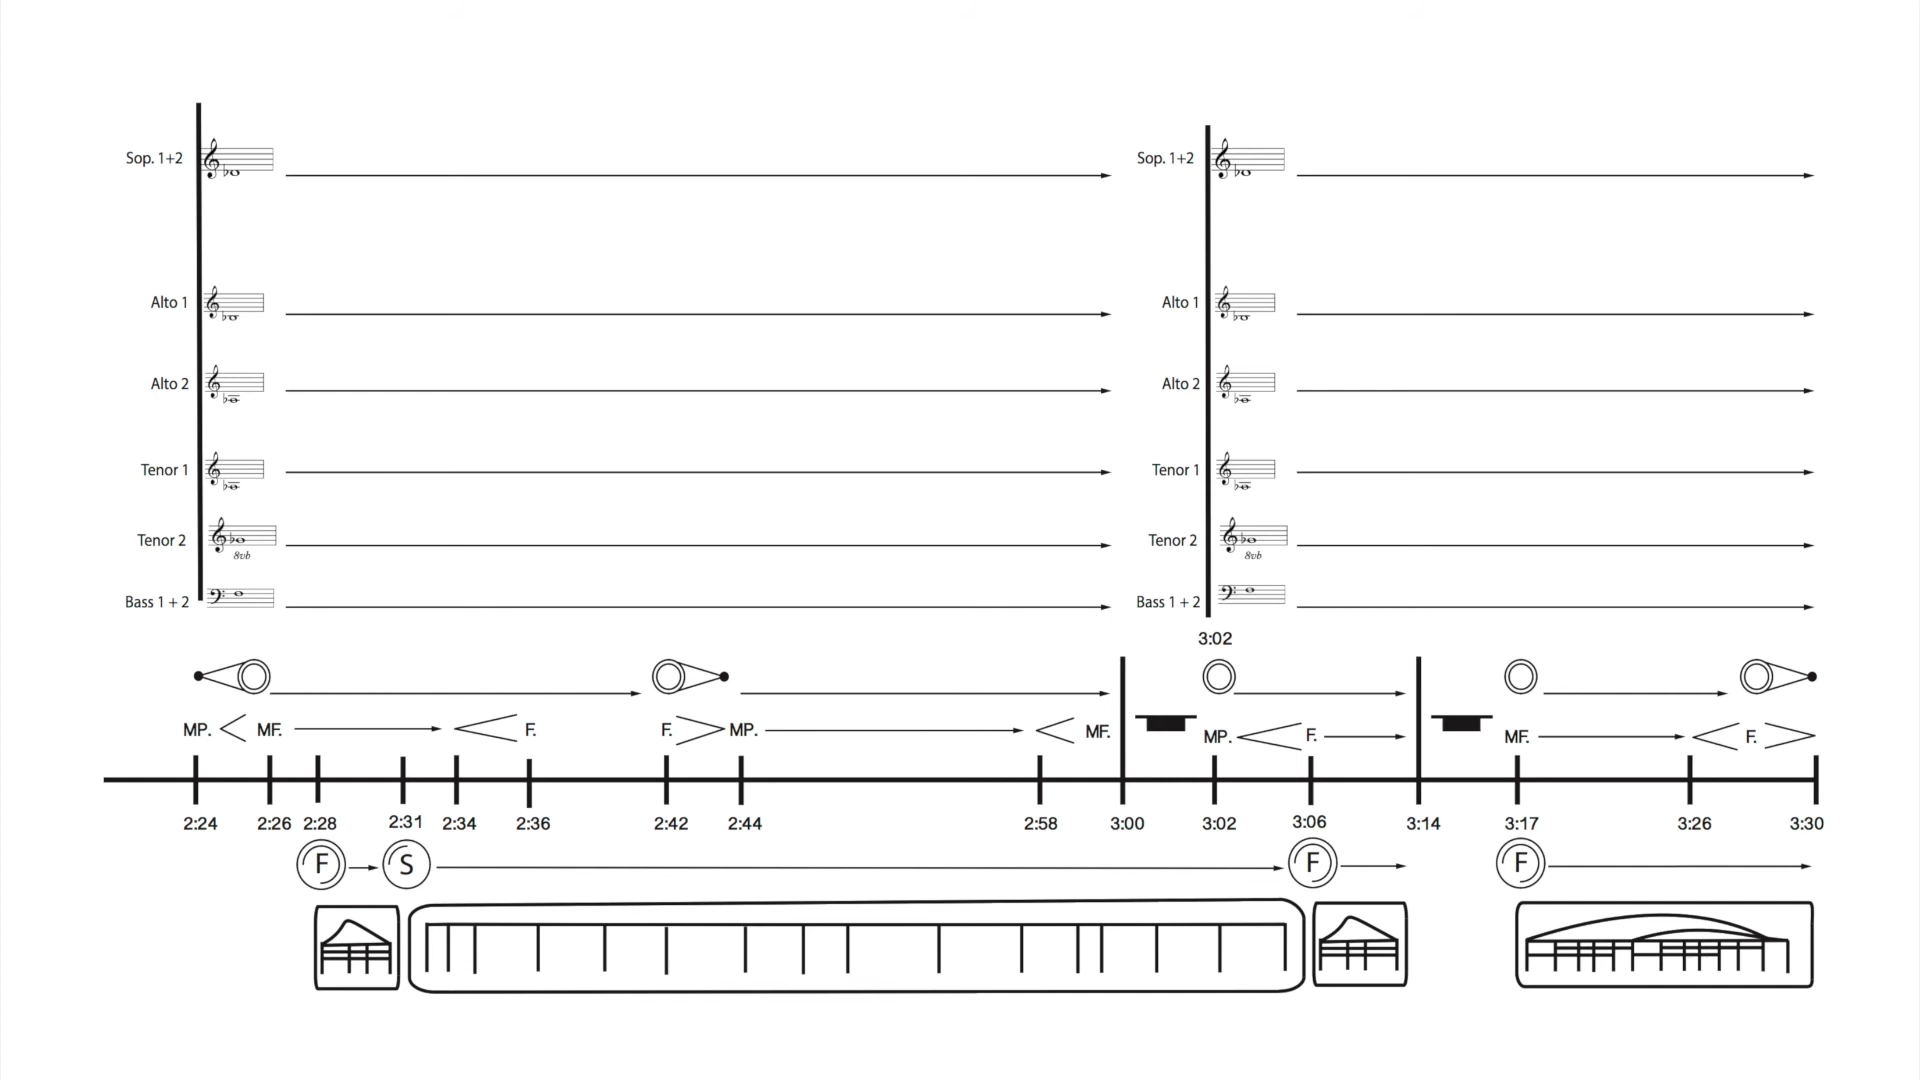 Sop. 1+2 Sop. 1+2
Alto 1 Alto 1
Alto 2 Alto 2
Tenor 1 Tenor 1
Tenor 2 Tenor 2
8vb 8vb
Bass 1 + 2 Bass 1 + 2
3:02
MP. MF. F. F. MP. MF. MP. F. MF. F.
2:24 2:26 2:28 2:31 2:34 2:36 2:42 2:44 2:58 3:00 3:02 3:06 3:14 3:17 3:26 3:30
F S F F